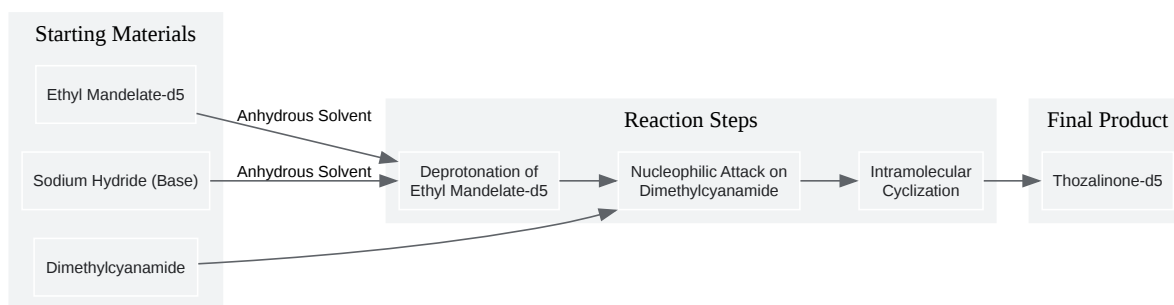 Starting Materials
Ethyl Mandelate-d5
Anhydrous Solvent
Reaction Steps
Final Product
Sodium Hydride (Base)
Anhydrous Solvent
Deprotonation of
Ethyl Mandelate-d5
Nucleophilic Attack on
Dimethylcyanamide
Intramolecular
Cyclization
Thozalinone-d5
Dimethylcyanamide